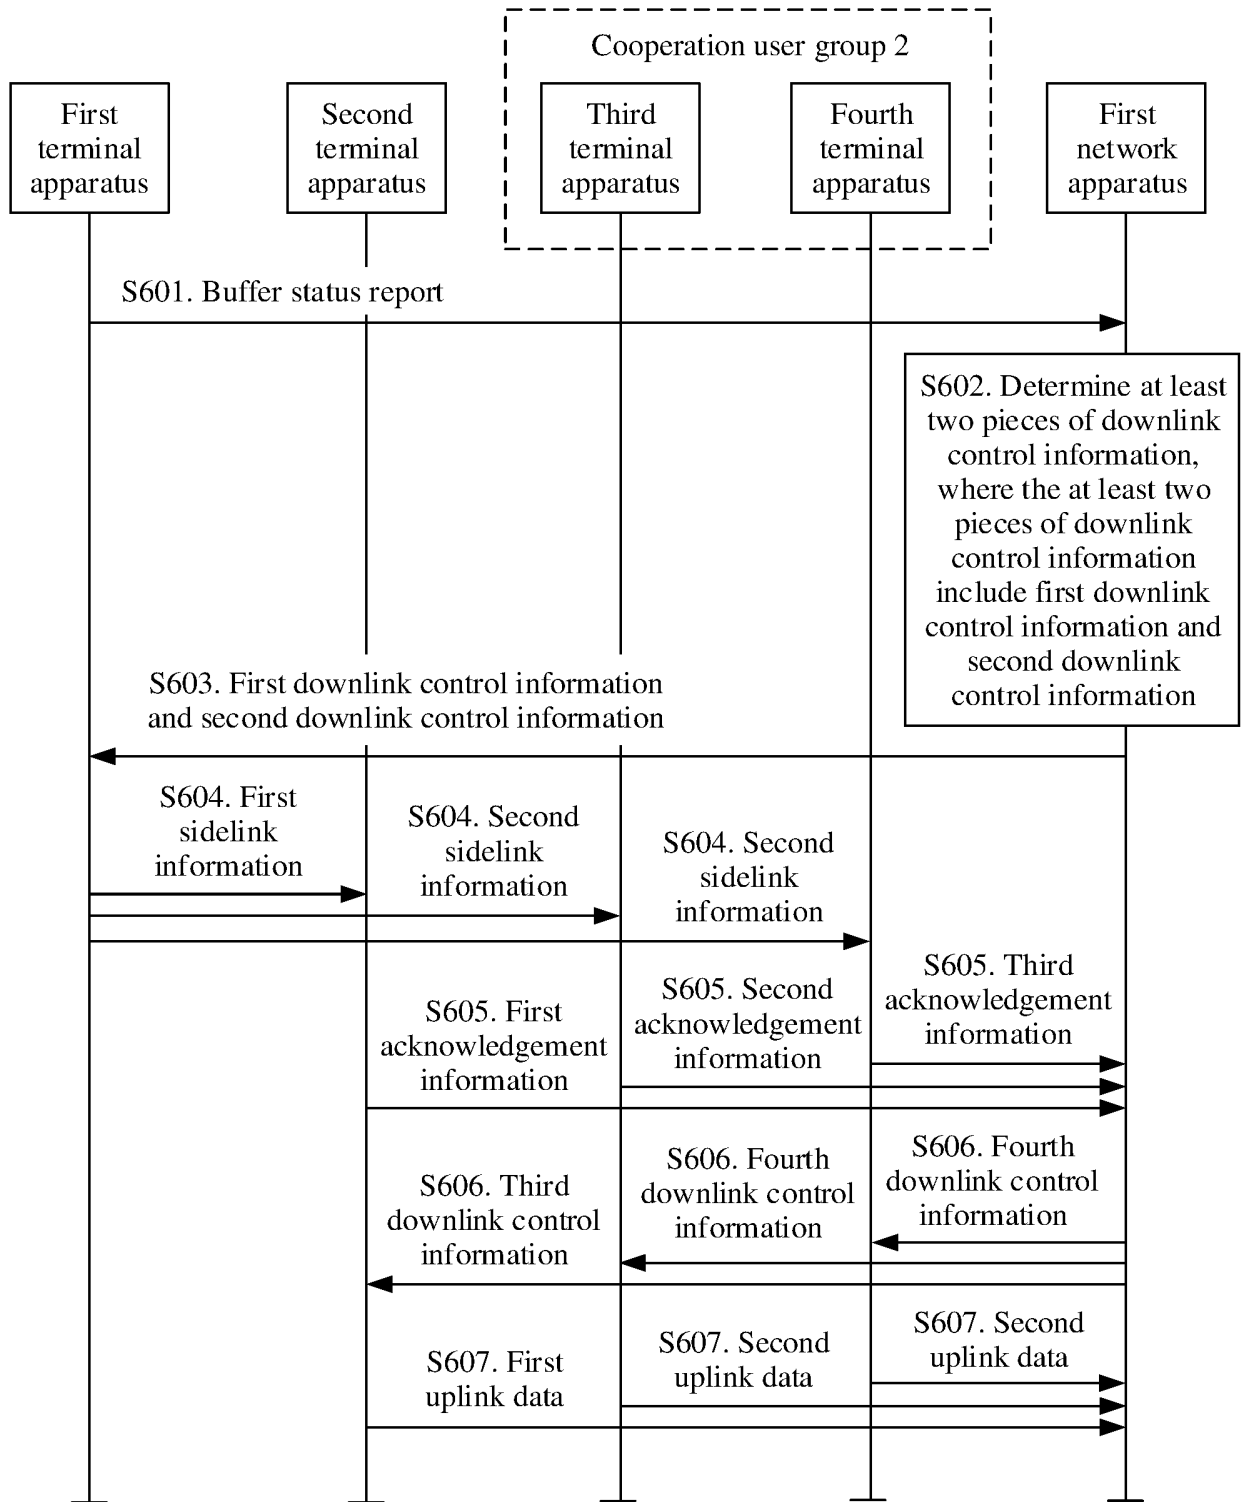 Cooperation user group 2
First
terminal
apparatus
Second
terminal
apparatus
Third
terminal
apparatus
Fourth
terminal
apparatus
First
network
apparatus
S601. Buffer status report
S602. Determine at least
two pieces of downlink
control information,
where the at least two
pieces of downlink
control information
include first downlink
control information and
second downlink
control information
S603. First downlink control information
and second downlink control information
S604. First
sidelink
information
S604. Second
sidelink
information
S604. Second
sidelink
information
S605. First
acknowledgement
information
S605. Second
acknowledgement
information
S605. Third
acknowledgement
information
S606. Third
downlink control
information
S606. Fourth
downlink control
information
S606. Fourth
downlink control
information
S607. First
uplink data
S607. Second
uplink data
S607. Second
uplink data